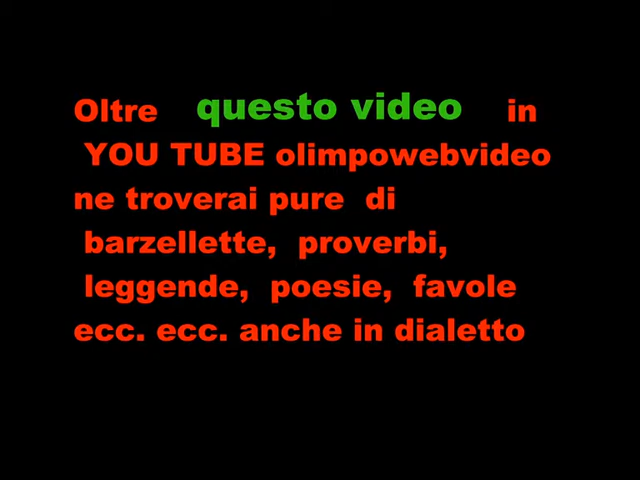 Oltre questo video in
YOU TUBE olimpowebvideo
ne troverai pure di
barzellette, proverbi,
leggende, poesie, favole
ecc. ecc. anche in dialetto